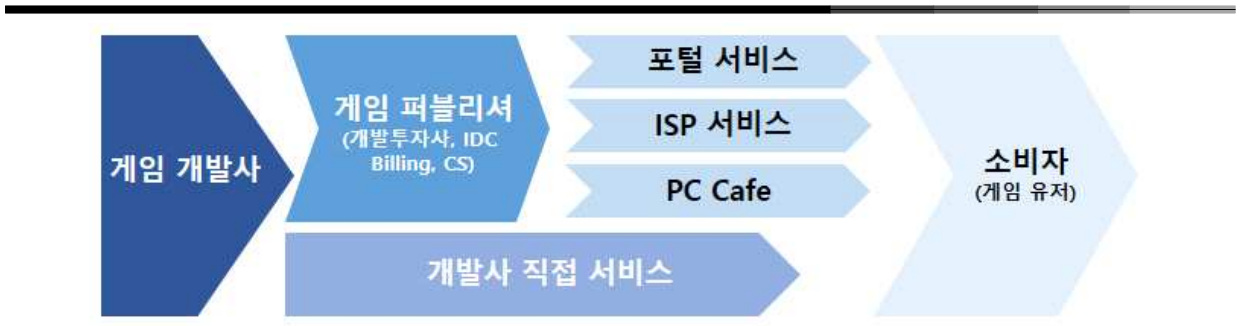 게임 개발사
게임 퍼블리셔
(개발투자사, IDC
Billing, CS)
포털 서비스
ISP 서비스
PC Cafe
개발사 직접 서비스
소비자
(게임 유저)